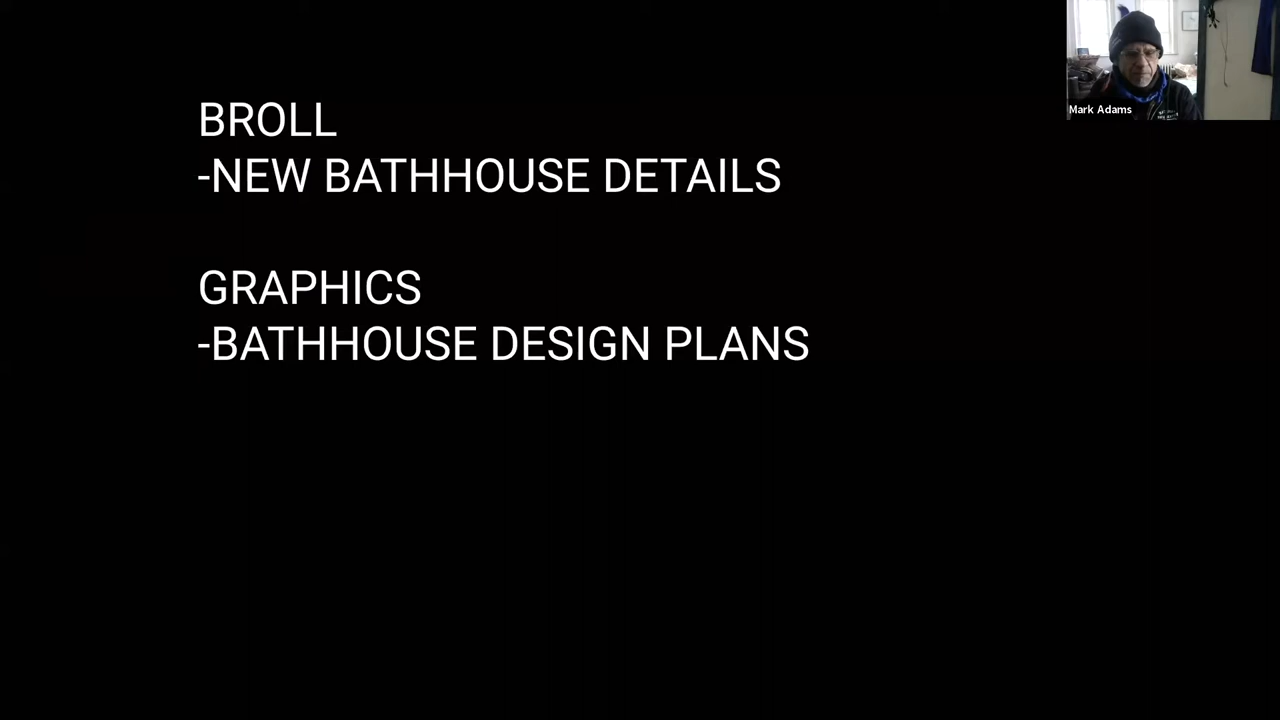 BROLL
-NEW BATHHOUSE DETAILS
GRAPHICS
-BATHHOUSE DESIGN PLANS
Mark Adams